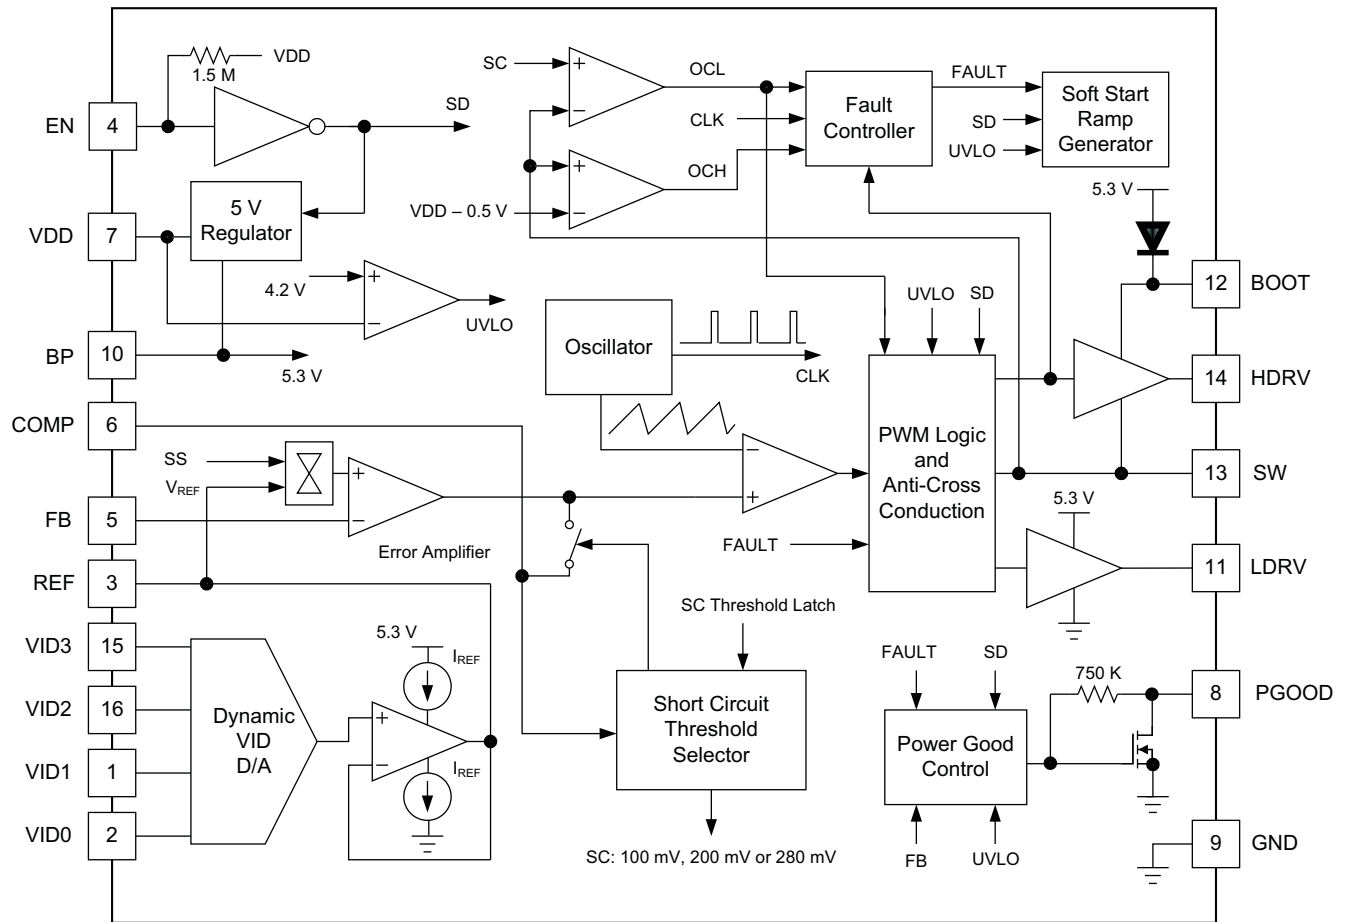 VDD
1.5 M
EN
4
SD
SC
+
−
OCL
CLK
OCH
+
−
VDD – 0.5 V
Fault
Controller
FAULT
SD
UVLO
Soft Start
Ramp
Generator
5.3 V
VDD
7
5 V
Regulator
4.2 V
+
−
UVLO
BP
10
5.3 V
Oscillator
CLK
UVLO
SD
12
BOOT
14
HDRV
13
SW
11
LDRV
COMP
6
SS
VREF
+
−
FB
5
Error Amplifier
−
+
FAULT
PWM Logic
and
Anti-Cross
Conduction
5.3 V
REF
3
SC Threshold Latch
VID3
15
VID2
16
VID1
1
VID0
2
Dynamic
VID
D/A
5.3 V
IREF
+
−
IREF
Short Circuit
Threshold
Selector
SC: 100 mV, 200 mV or 280 mV
FAULT
SD
Power Good
Control
FB
UVLO
750 K
8
PGOOD
9
GND